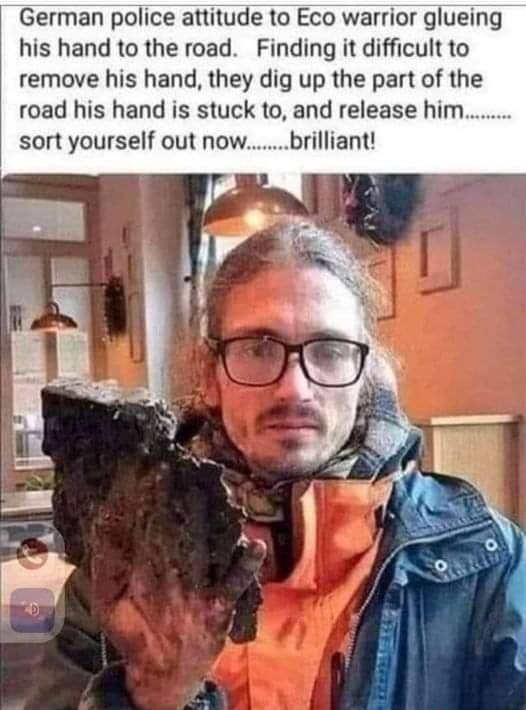 German police attitude to Eco warrior glueing
his hand to the road.   Finding it difficult to
remove his hand, they dig up the part of the
road his hand is stuck to, and release him.........
sort yourself out now........brilliant!